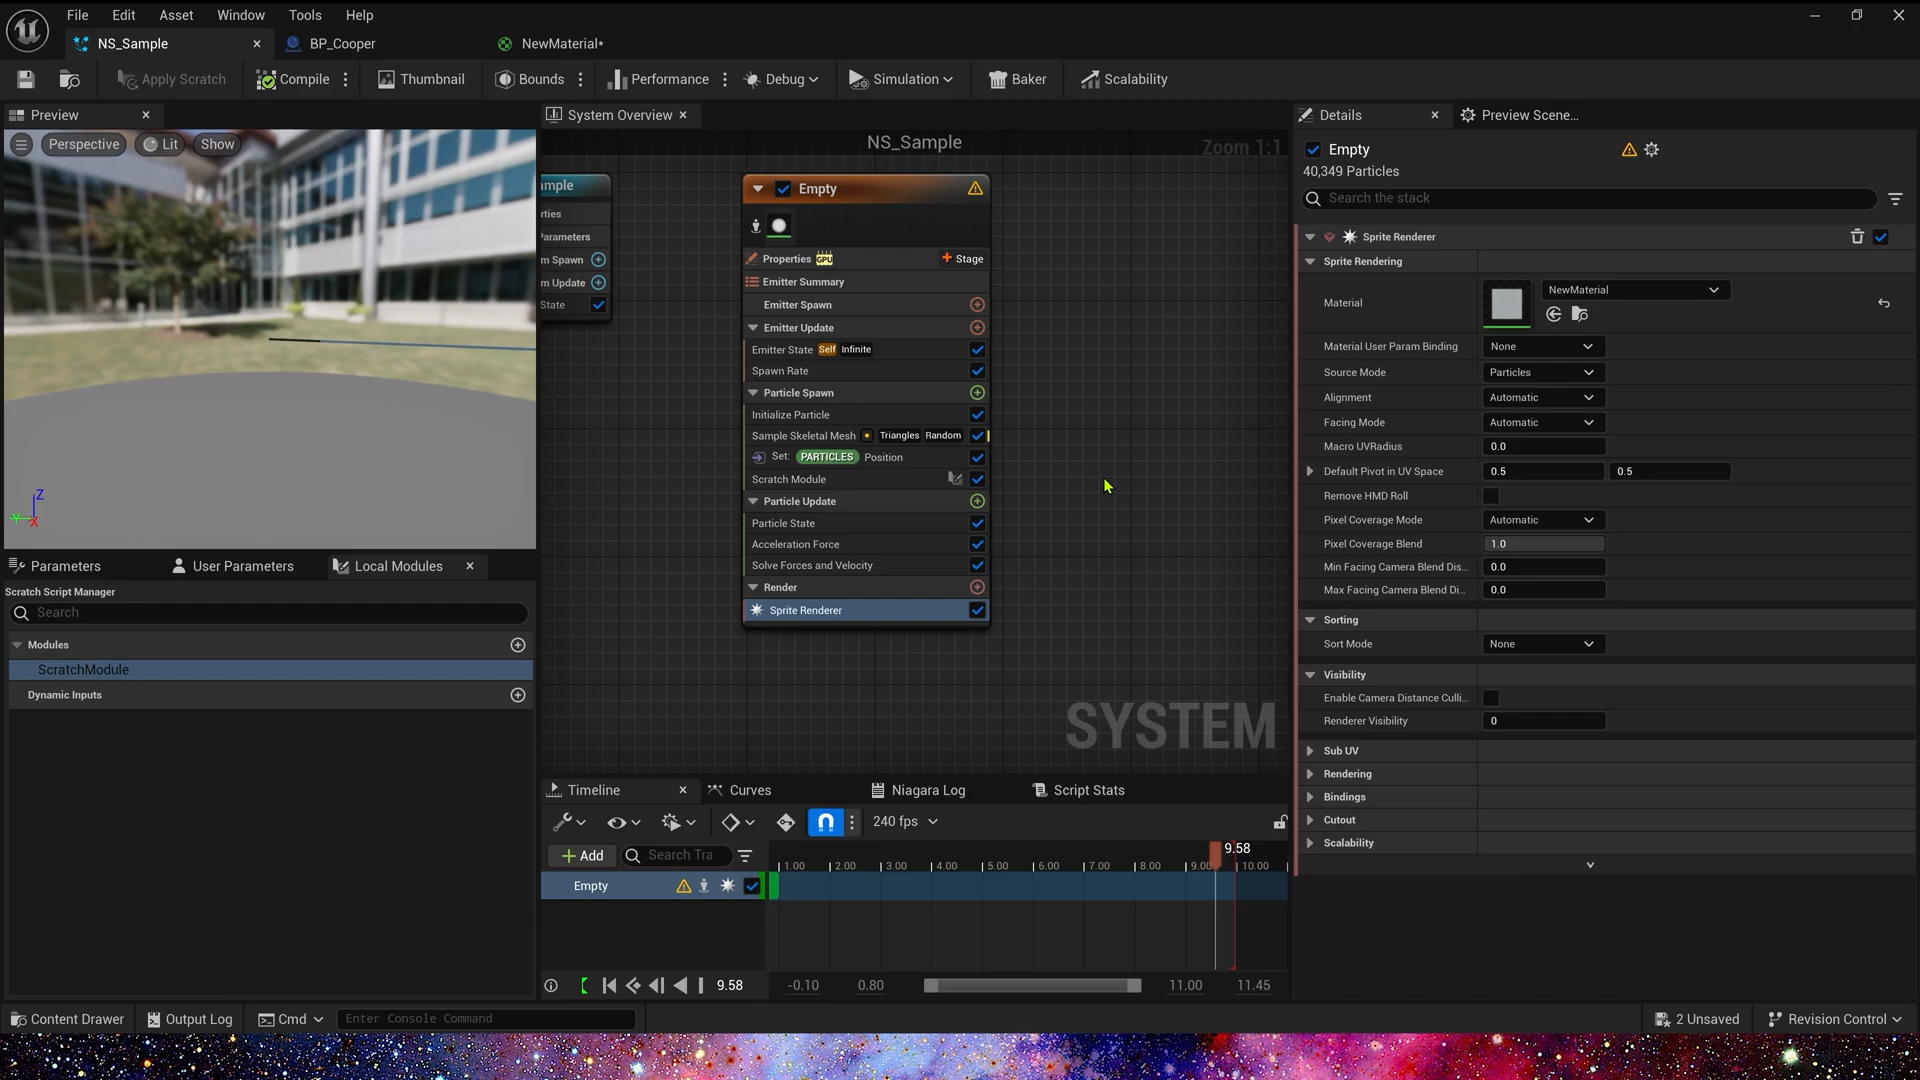 File Edit Asset Window Tools Help
NS_Sample BP_Cooper NewMaterial*
Apply Scratch Compile Thumbnail Bounds Performance Debug Simulation Baker Scalability
Preview
Perspective Lit Show
Z
Y
X
Parameters User Parameters Local Modules
Scratch Script Manager
Search
Modules
ScratchModule
Dynamic Inputs
System Overview
NS_Sample
Zoom 1:1
mple
rties
Parameters
m Spawn
m Update
State
Empty
Properties GPU Stage
Emitter Summary
Emitter Spawn
Emitter Update
Emitter State Self Infinite
Spawn Rate
Particle Spawn
Initialize Particle
Sample Skeletal Mesh Triangles Random
Set: PARTICLES Position
Scratch Module
Particle Update
Particle State
Acceleration Force
Solve Forces and Velocity
Render
Sprite Renderer
SYSTEM
Timeline Curves Niagara Log Script Stats
240 fps
Add Search Tra
9.58
1.00 2.00 3.00 4.00 5.00 6.00 7.00 8.00 9.00 10.00
Empty
9.58 -0.10 0.80 11.00 11.45
Details Preview Scene...
Empty
40,349 Particles
Search the stack
Sprite Renderer
Sprite Rendering
Material NewMaterial
Material User Param Binding None
Source Mode Particles
Alignment Automatic
Facing Mode Automatic
Macro UVRadius 0.0
Default Pivot in UV Space 0.5 0.5
Remove HMD Roll
Pixel Coverage Mode Automatic
Pixel Coverage Blend 1.0
Min Facing Camera Blend Dis... 0.0
Max Facing Camera Blend Di... 0.0
Sorting
Sort Mode None
Visibility
Enable Camera Distance Culli...
Renderer Visibility 0
Sub UV
Rendering
Bindings
Cutout
Scalability
Content Drawer Output Log Cmd Enter Console Command 2 Unsaved Revision Control